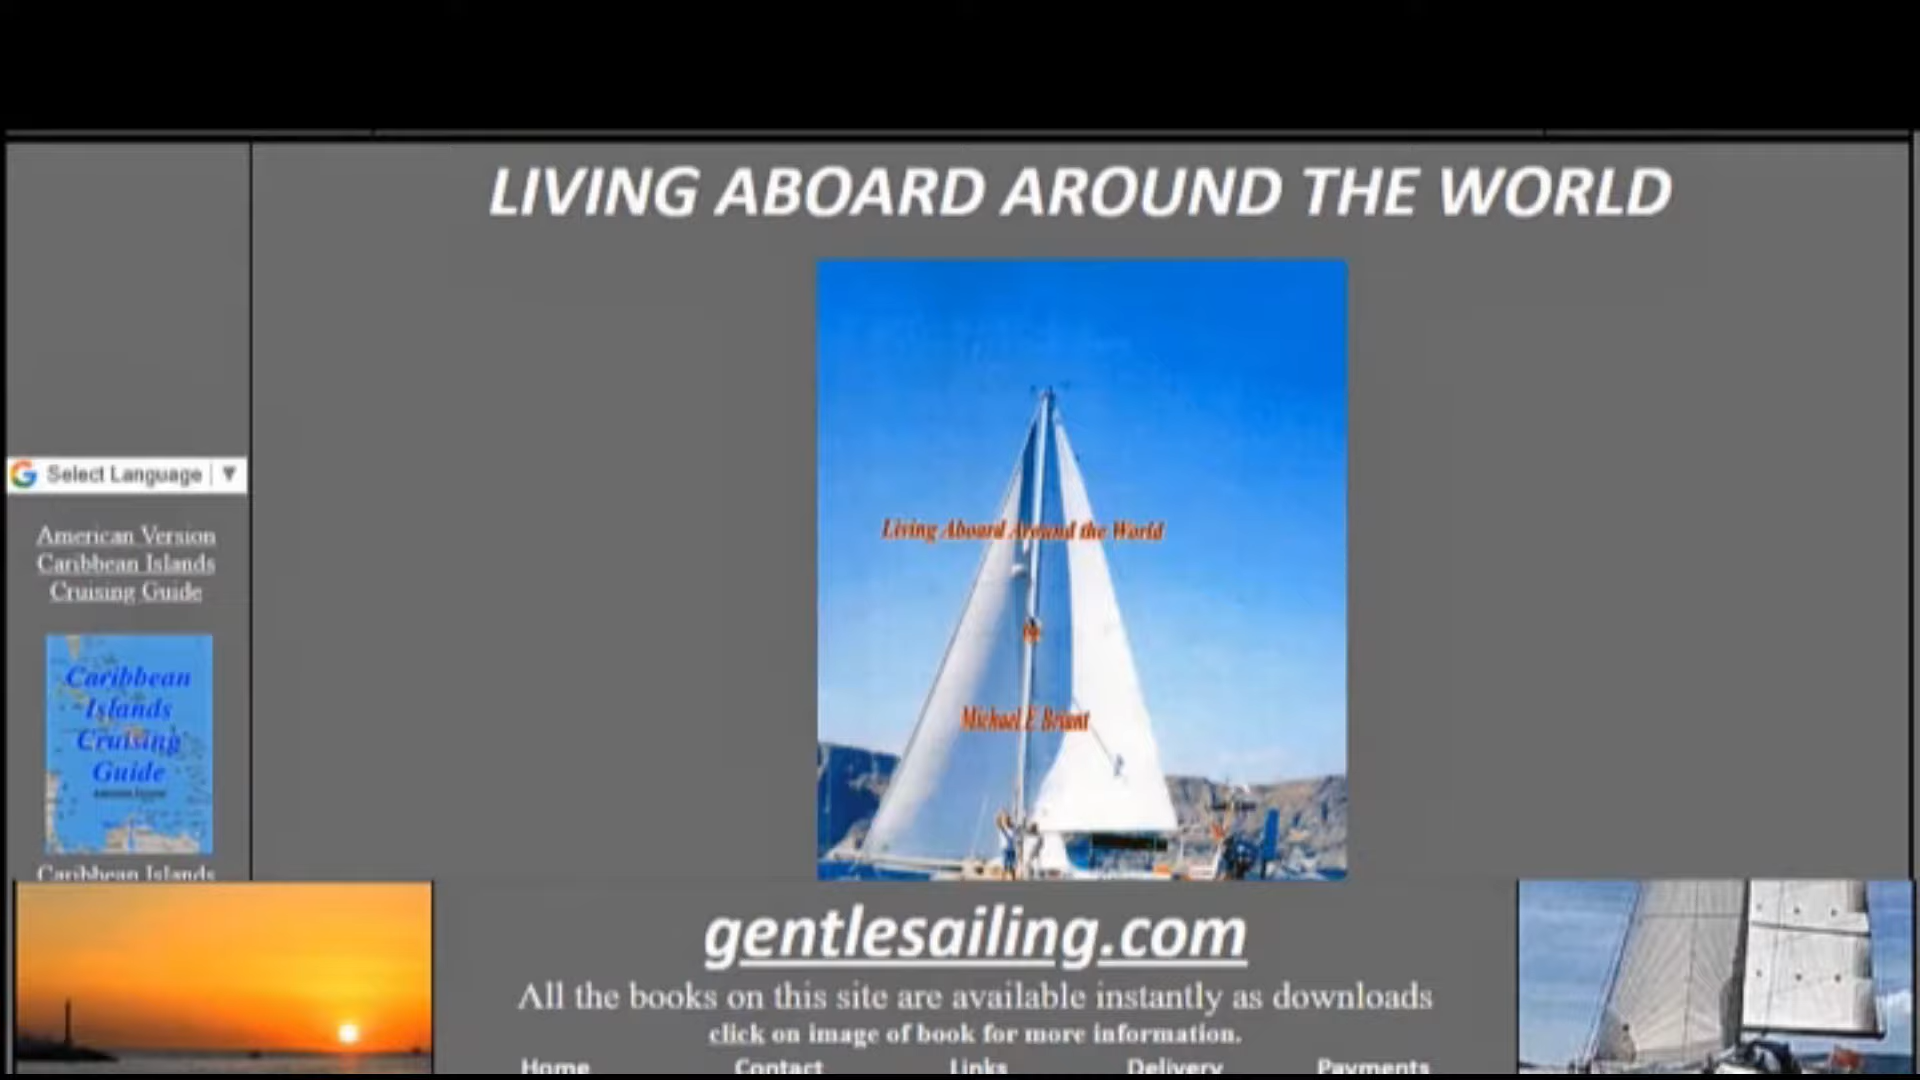 LIVING ABOARD AROUND THE WORLD
Select Language
American Version
Caribbean Islands
Cruising Guide
Caribbean
Islands
Cruising
Guide
Caribbean Islands
Living Aboard Around the World
by
Michael E Briant
gentlesailing.com
All the books on this site are available instantly as downloads
click on image of book for more information.
Home Contact Links Delivery Payments